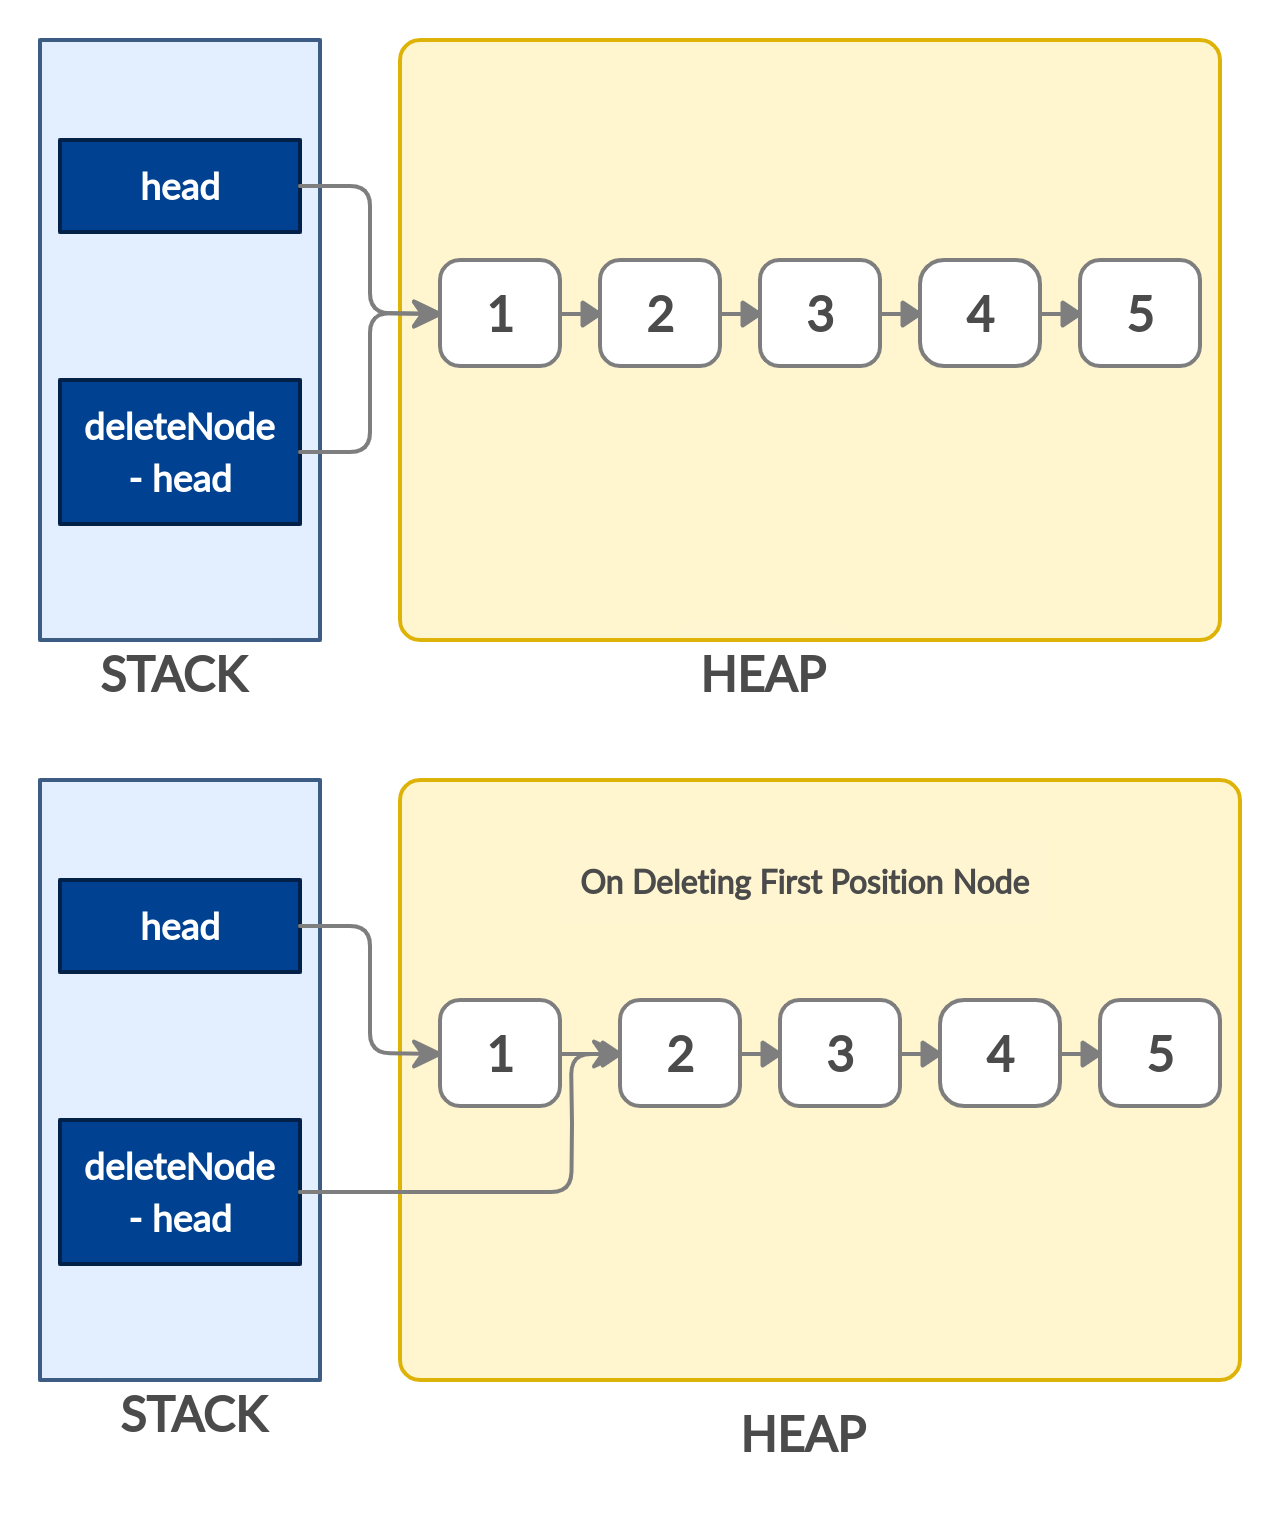 head
1
2
3
4
5
deleteNode
- head
STACK
HEAP
On Deleting First Position Node
head
1
2
3
4
5
deleteNode
- head
STACK
HEAP